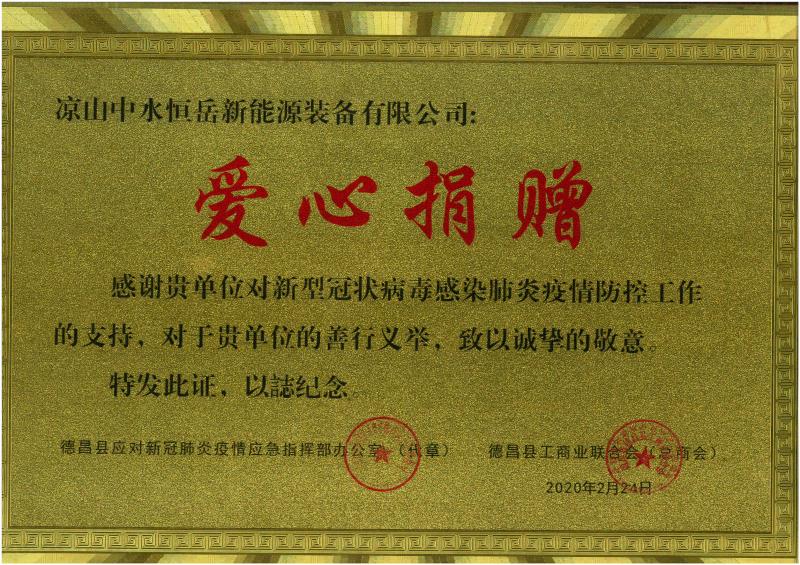 凉山中水恒岳新能源装备有限公司:
爱心捐赠
感谢贵单位对新型冠状病毒感染肺炎疫情防控工作
的支持，对于贵单位的善行义举，致以诚挚的敬意。
特发此证，以誌纪念。
德昌县应对新冠肺炎疫情应急指挥部办公室（代章） 德昌县工商业联合会（总商会）
2020年2月24日